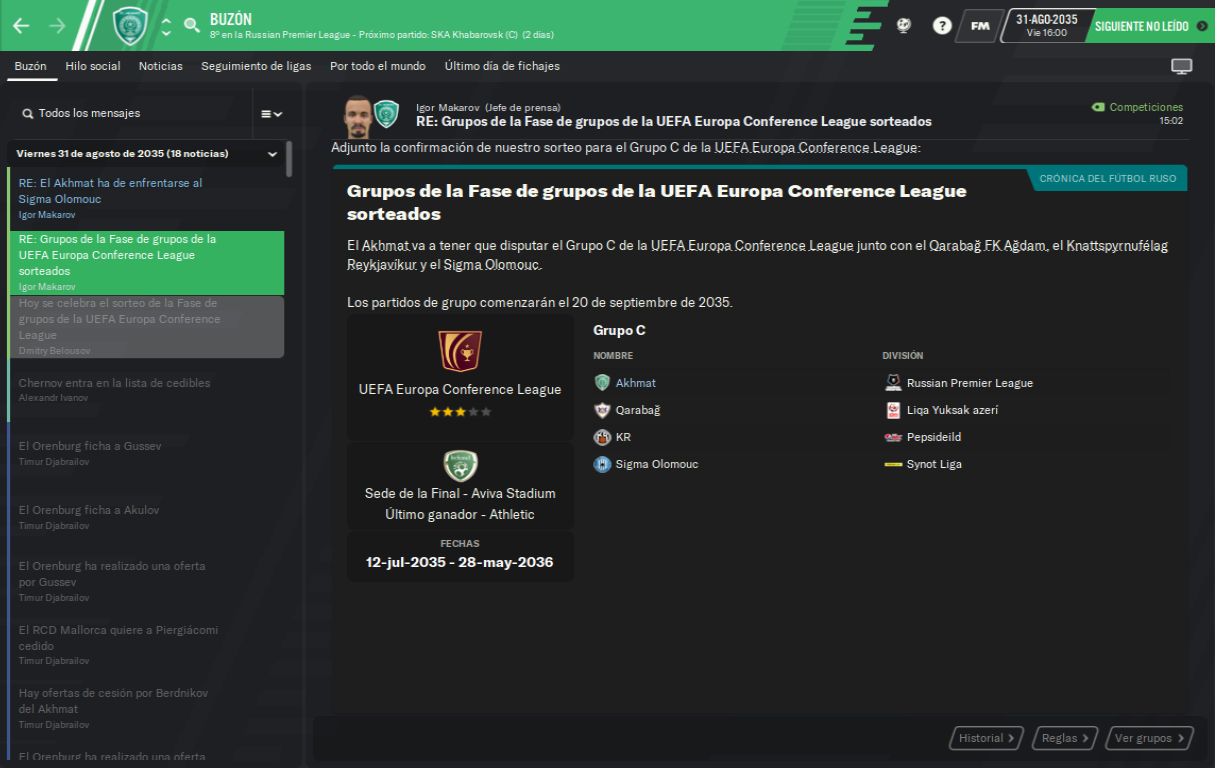 BUZÓN
8º en la Russian Premier League - Próximo partido: SKA Khabarovsk (C) (2 días)
?
FM
31-AGO-2035
Vie 16:00
SIGUIENTE NO LEÍDO
Buzón
Hilo social
Noticias
Seguimiento de ligas
Por todo el mundo
Último día de fichajes
Todos los mensajes
Viernes 31 de agosto de 2035 (18 noticias)
RE: El Akhmat ha de enfrentarse al
Sigma Olomouc
Igor Makarov
RE: Grupos de la Fase de grupos de la
UEFA Europa Conference League
sorteados
Igor Makarov
Hoy se celebra el sorteo de la Fase de
grupos de la UEFA Europa Conference
League
Dmitry Belousov
Chernov entra en la lista de cedibles
Alexandr Ivanov
El Orenburg ficha a Gussev
Timur Djabrailov
El Orenburg ficha a Akulov
Timur Djabrailov
El Orenburg ha realizado una oferta
por Gussev
Timur Djabrailov
El RCD Mallorca quiere a Piergiácomi
cedido
Timur Djabrailov
Hay ofertas de cesión por Berdnikov
del Akhmat
Timur Djabrailov
El Orenburg ha realizado una oferta
Igor Makarov (Jefe de prensa)
RE: Grupos de la Fase de grupos de la UEFA Europa Conference League sorteados
Competiciones
15:02
Adjunto la confirmación de nuestro sorteo para el Grupo C de la UEFA Europa Conference League:
CRÓNICA DEL FÚTBOL RUSO
Grupos de la Fase de grupos de la UEFA Europa Conference League
sorteados
El Akhmat va a tener que disputar el Grupo C de la UEFA Europa Conference League junto con el Qarabağ FK Ağdam, el Knattspyrnufélag
Reykjavíkur y el Sigma Olomouc.
Los partidos de grupo comenzarán el 20 de septiembre de 2035.
UEFA Europa Conference League
Sede de la Final - Aviva Stadium
Último ganador - Athletic
FECHAS
12-jul-2035 - 28-may-2036
Grupo C
NOMBRE DIVISIÓN
Akhmat Russian Premier League
Qarabağ Liqa Yuksak azerí
KR Pepsideild
Sigma Olomouc Synot Liga
Historial
Reglas
Ver grupos